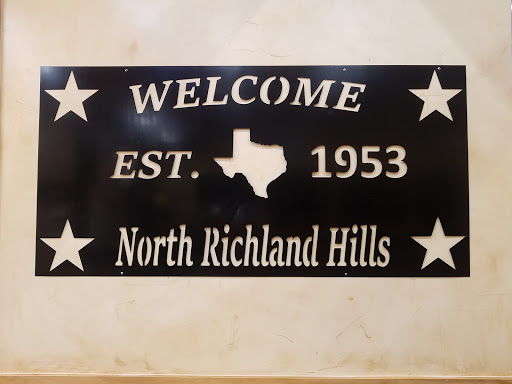 WELCOME
EST. 1953
North Richland Hills